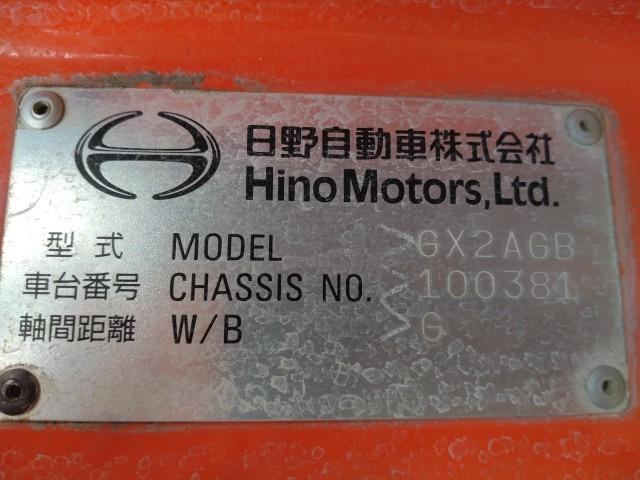 日野自動車株式会社
Hino Motors, Ltd.
型式 MODEL GX2AGB
車台番号 CHASSIS NO. 100381
軸間距離 W/B G